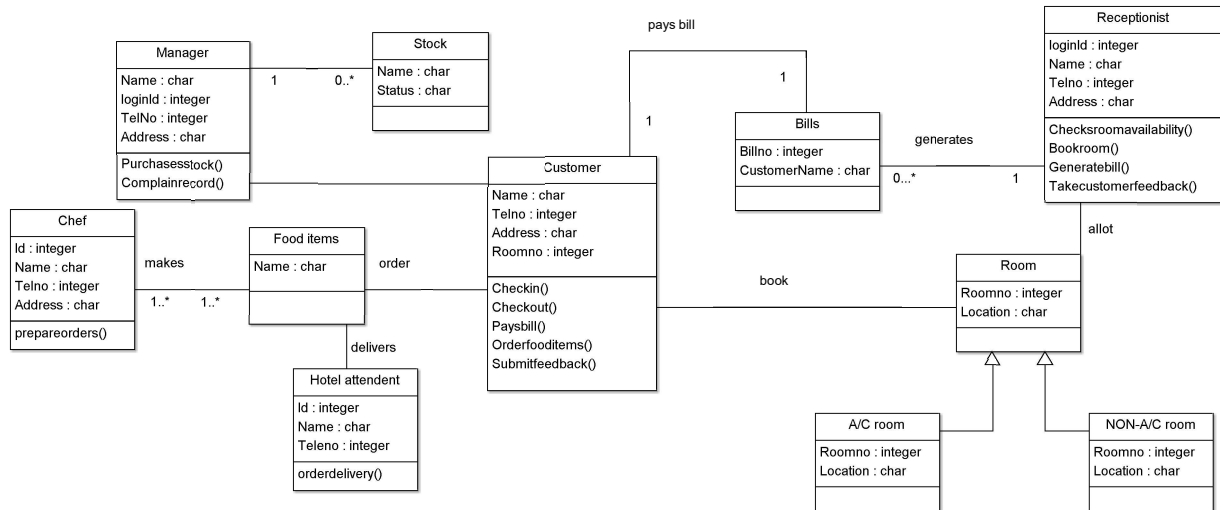 Manager
Name : char
loginId : integer
TelNo : integer
Address : char
Purchasesstock()
Complainrecord()
1
0..*
Stock
Name : char
Status : char
pays bill
1
1
Bills
Billno : integer
CustomerName : char
generates
0...*
1
Receptionist
loginId : integer
Name : char
Telno : integer
Address : char
Checksroomavailability()
Bookroom()
Generatebill()
Takecustomerfeedback()
allot
Chef
Id : integer
Name : char
Telno : integer
Address : char
prepareorders()
makes
1..*
1..*
Food items
Name : char
order
Customer
Name : char
Telno : integer
Address : char
Roomno : integer
Checkin()
Checkout()
Paysbill()
Orderfooditems()
Submitfeedback()
book
Room
Roomno : integer
Location : char
delivers
Hotel attendent
Id : integer
Name : char
Teleno : integer
orderdelivery()
A/C room
Roomno : integer
Location : char
NON-A/C room
Roomno : integer
Location : char